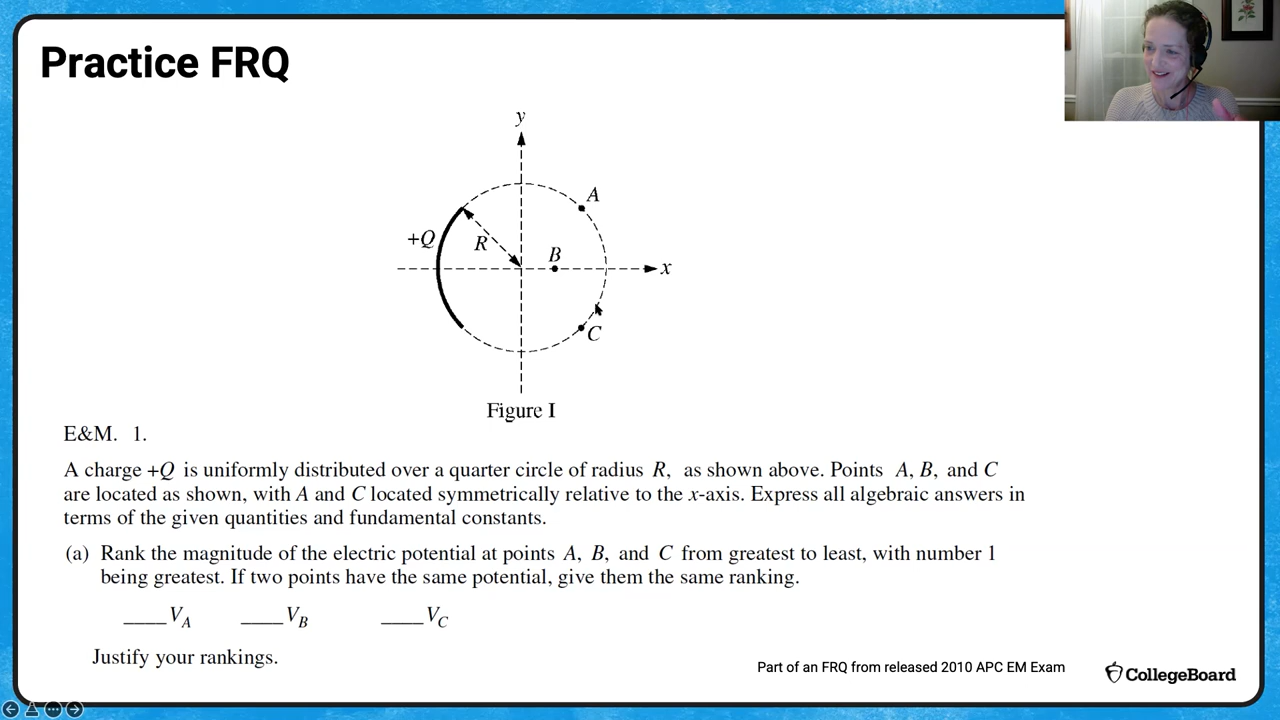 Practice FRQ
y
A
+Q
R
B
x
C
Figure I
E&M. 1.
A charge +Q is uniformly distributed over a quarter circle of radius R, as shown above. Points A, B, and C
are located as shown, with A and C located symmetrically relative to the x-axis. Express all algebraic answers in
terms of the given quantities and fundamental constants.
(a) Rank the magnitude of the electric potential at points A, B, and C from greatest to least, with number 1
being greatest. If two points have the same potential, give them the same ranking.
____V_A ____V_B ____V_C
Justify your rankings.
Part of an FRQ from released 2010 APC EM Exam
CollegeBoard